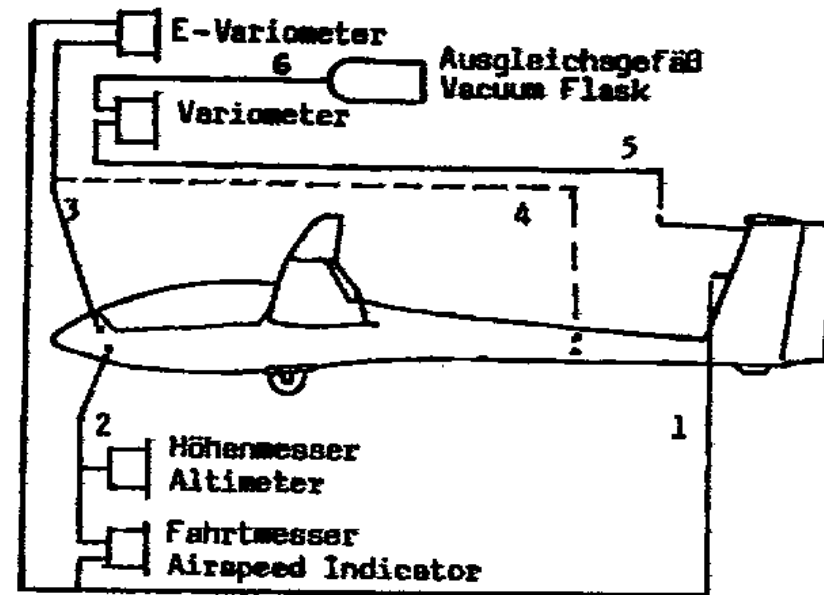 E-Variometer
6
Ausgleichsgefäß
Vacuum Flask
Variometer
5
3
4
2
1
Höhenmesser
Altimeter
Fahrtmesser
Airspeed Indicator